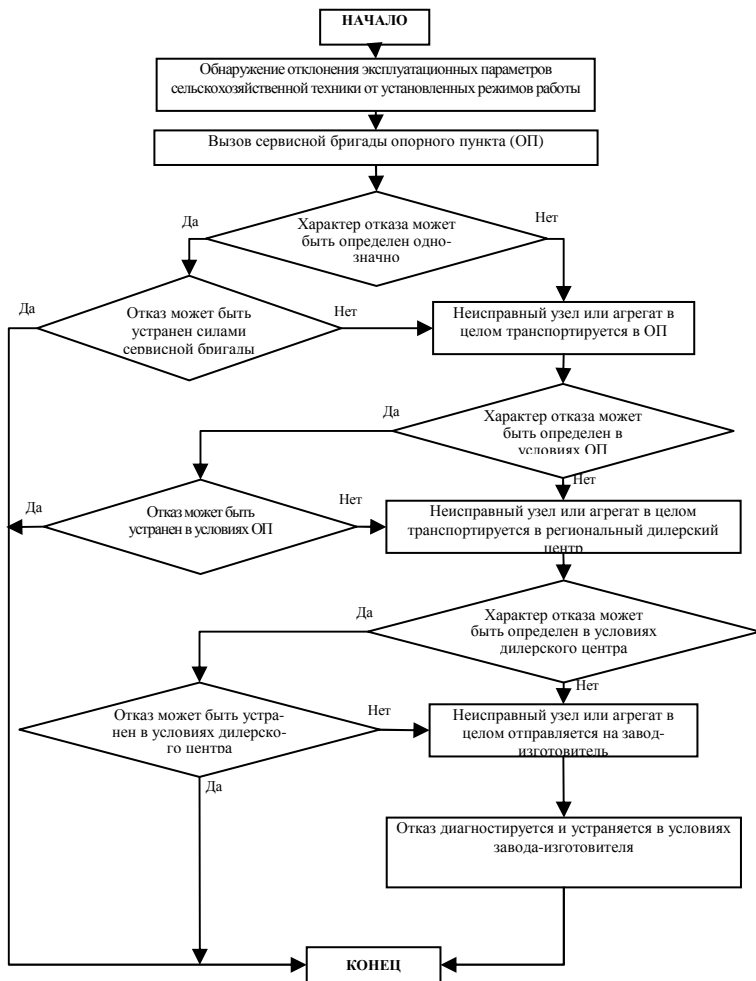 НАЧАЛО
Обнаружение отклонения эксплуатационных параметров
сельскохозяйственной техники от установленных режимов работы
Вызов сервисной бригады опорного пункта (ОП)
Да
Характер отказа может
быть определен одно-
значно
Нет
Да
Отказ может быть
устранен силами
сервисной бригады
Нет
Неисправный узел или агрегат в
целом транспортируется в ОП
Да
Характер отказа может
быть определен в
условиях ОП
Нет
Да
Отказ может быть
устранен в условиях ОП
Нет
Неисправный узел или агрегат в целом
транспортируется в региональный дилерский
центр
Да
Характер отказа может
быть определен в условиях
дилерского центра
Нет
Отказ может быть устра-
нен в условиях дилерско-
го центра
Нет
Неисправный узел или агрегат в
целом отправляется на завод-
изготовитель
Да
Отказ диагностируется и устраняется в условиях
завода-изготовителя
КОНЕЦ